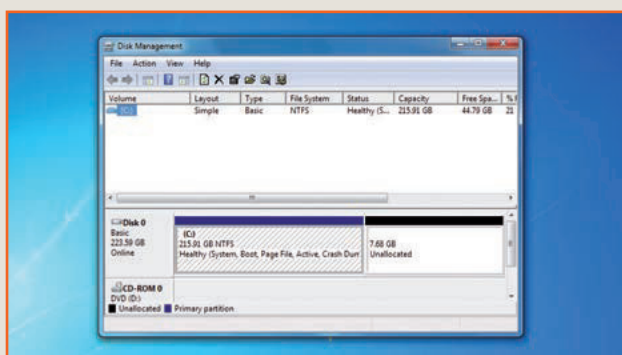 Disk Management
File Action View Help
Volume Layout Type File System Status Capacity Free Spa... %
(C:) Simple Basic NTFS Healthy (S... 215.91 GB 44.79 GB 21
Disk 0
Basic
223.59 GB
Online
(C:)
215.91 GB NTFS
Healthy (System, Boot, Page File, Active, Crash Dum
7.68 GB
Unallocated
CD-ROM 0
DVD (D:)
Unallocated Primary partition